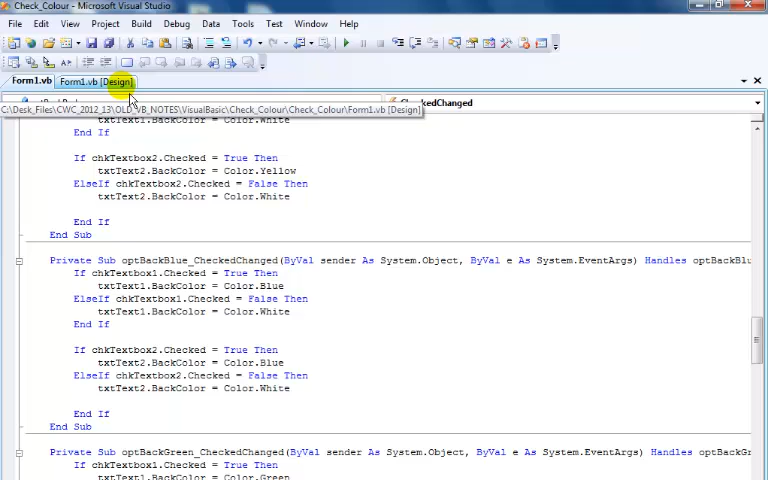 Check_Colour - Microsoft Visual Studio
File Edit View Project Build Debug Data Tools Test Window Help
Form1.vb Form1.vb [Design]
CheckedChanged
C:\Desk_Files\CWC_2012_13\OLD_VB_NOTES\VisualBasic\Check_Colour\Check_Colour\Form1.vb [Design]
txtText1.BackColor = Color.White
End If
If chkTextbox2.Checked = True Then
txtText2.BackColor = Color.Yellow
ElseIf chkTextbox2.Checked = False Then
txtText2.BackColor = Color.White
End If
End Sub
Private Sub optBackBlue_CheckedChanged(ByVal sender As System.Object, ByVal e As System.EventArgs) Handles optBackBlu
If chkTextbox1.Checked = True Then
txtText1.BackColor = Color.Blue
ElseIf chkTextbox1.Checked = False Then
txtText1.BackColor = Color.White
End If
If chkTextbox2.Checked = True Then
txtText2.BackColor = Color.Blue
ElseIf chkTextbox2.Checked = False Then
txtText2.BackColor = Color.White
End If
End Sub
Private Sub optBackGreen_CheckedChanged(ByVal sender As System.Object, ByVal e As System.EventArgs) Handles optBackGr
If chkTextbox1.Checked = True Then
txtText1.BackColor = Color.Green